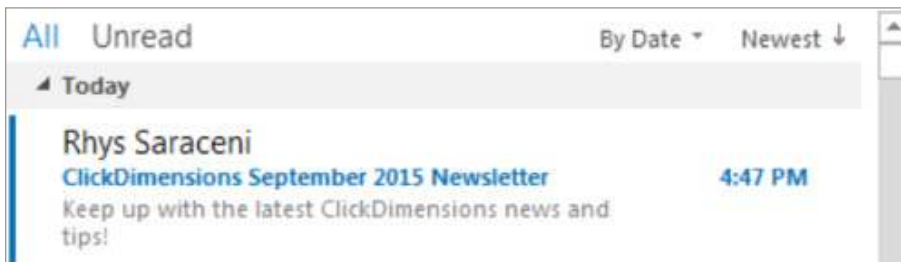 All Unread By Date Newest
Today
Rhys Saraceni
ClickDimensions September 2015 Newsletter 4:47 PM
Keep up with the latest ClickDimensions news and
tips!